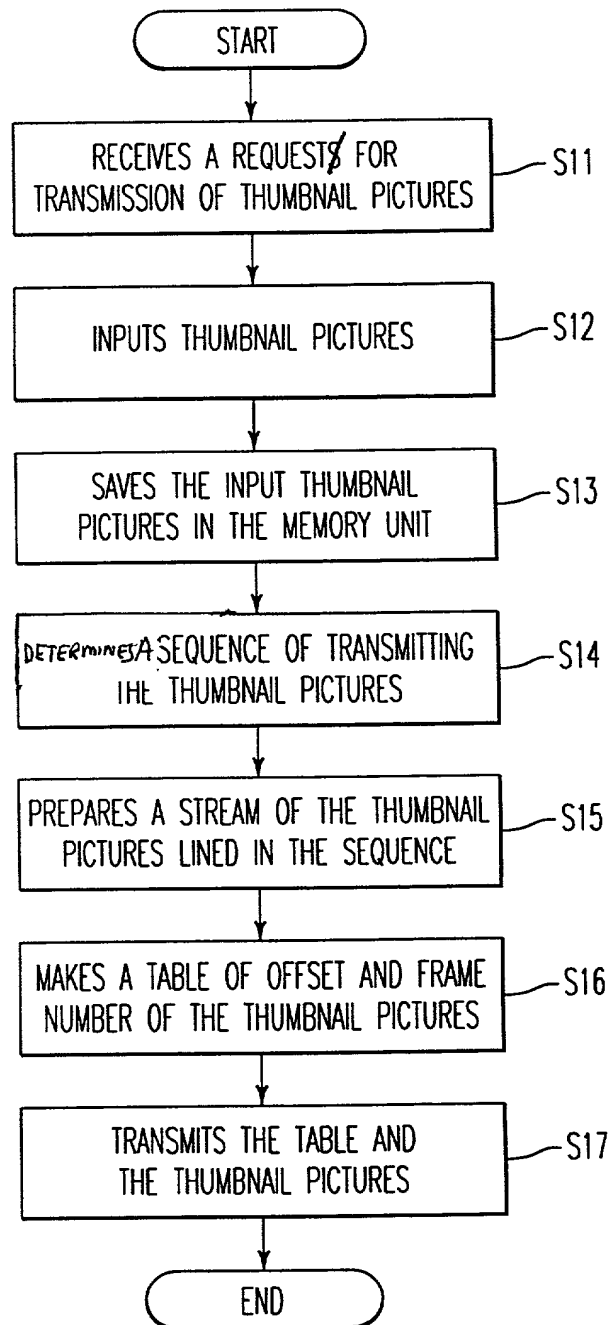 START
RECEIVES A REQUEST FOR
S11
TRANSMISSION OF THUMBNAIL PICTURES
INPUTS THUMBNAIL PICTURES
S12
SAVES THE INPUT THUMBNAIL
S13
PICTURES IN THE MEMORY UNIT
DETERMINES A SEQUENCE OF TRANSMITTING
S14
THE THUMBNAIL PICTURES
PREPARES A STREAM OF THE THUMBNAIL
S15
PICTURES LINED IN THE SEQUENCE
MAKES A TABLE OF OFFSET AND FRAME
S16
NUMBER OF THE THUMBNAIL PICTURES
TRANSMITS THE TABLE AND
S17
THE THUMBNAIL PICTURES
END